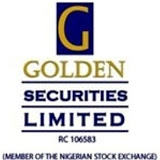 G
GOLDEN
SECURITIES
LIMITED
RC 106583
(MEMBER OF THE NIGERIAN STOCK EXCHANGE)